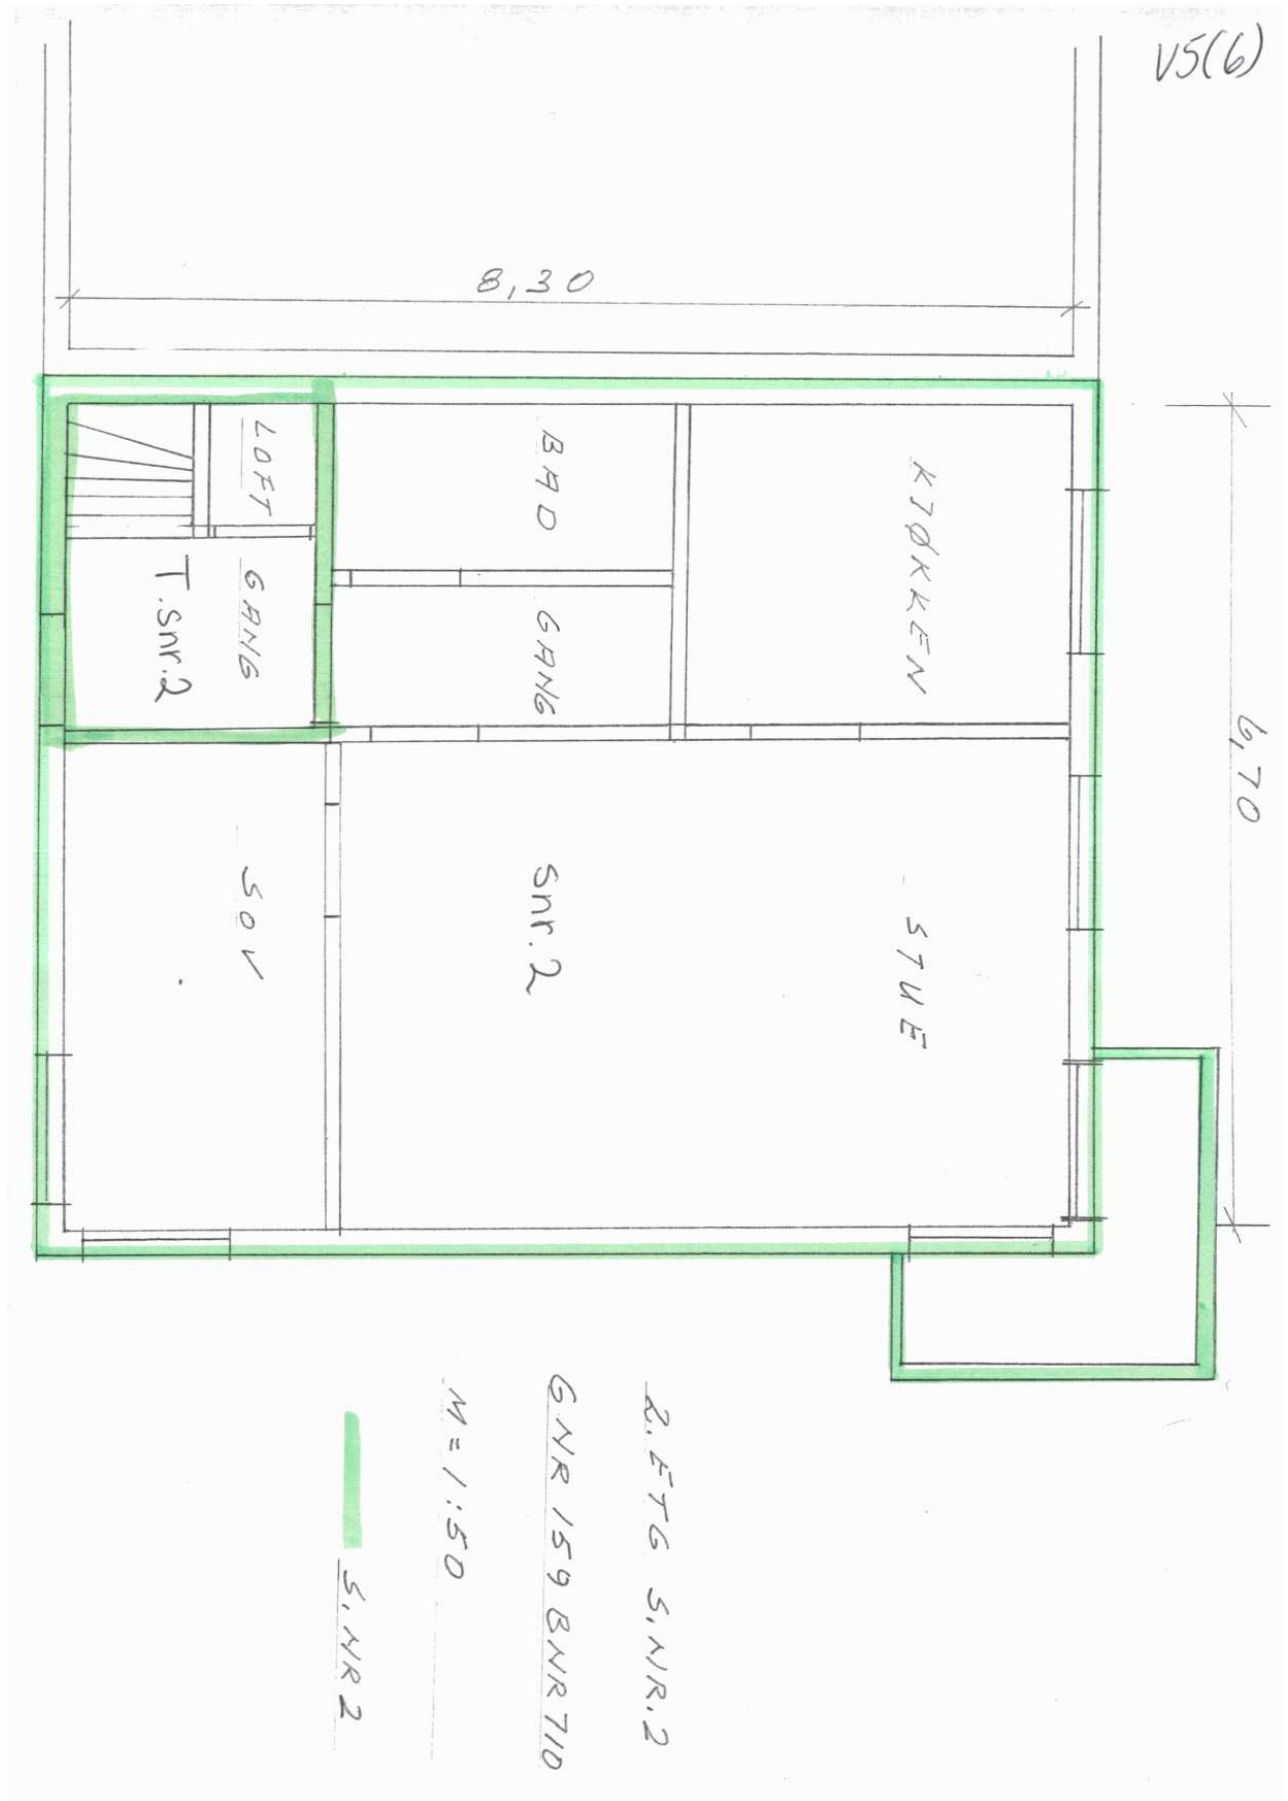 V5(6)
8,30
6,70
LOFT
BAD
KJØKKEN
GANG
T.snr.2
GANG
SOV
Snr.2
STUE
2.ETG S.NR.2
GNR 159 BNR 710
M=1:50
S.NR 2